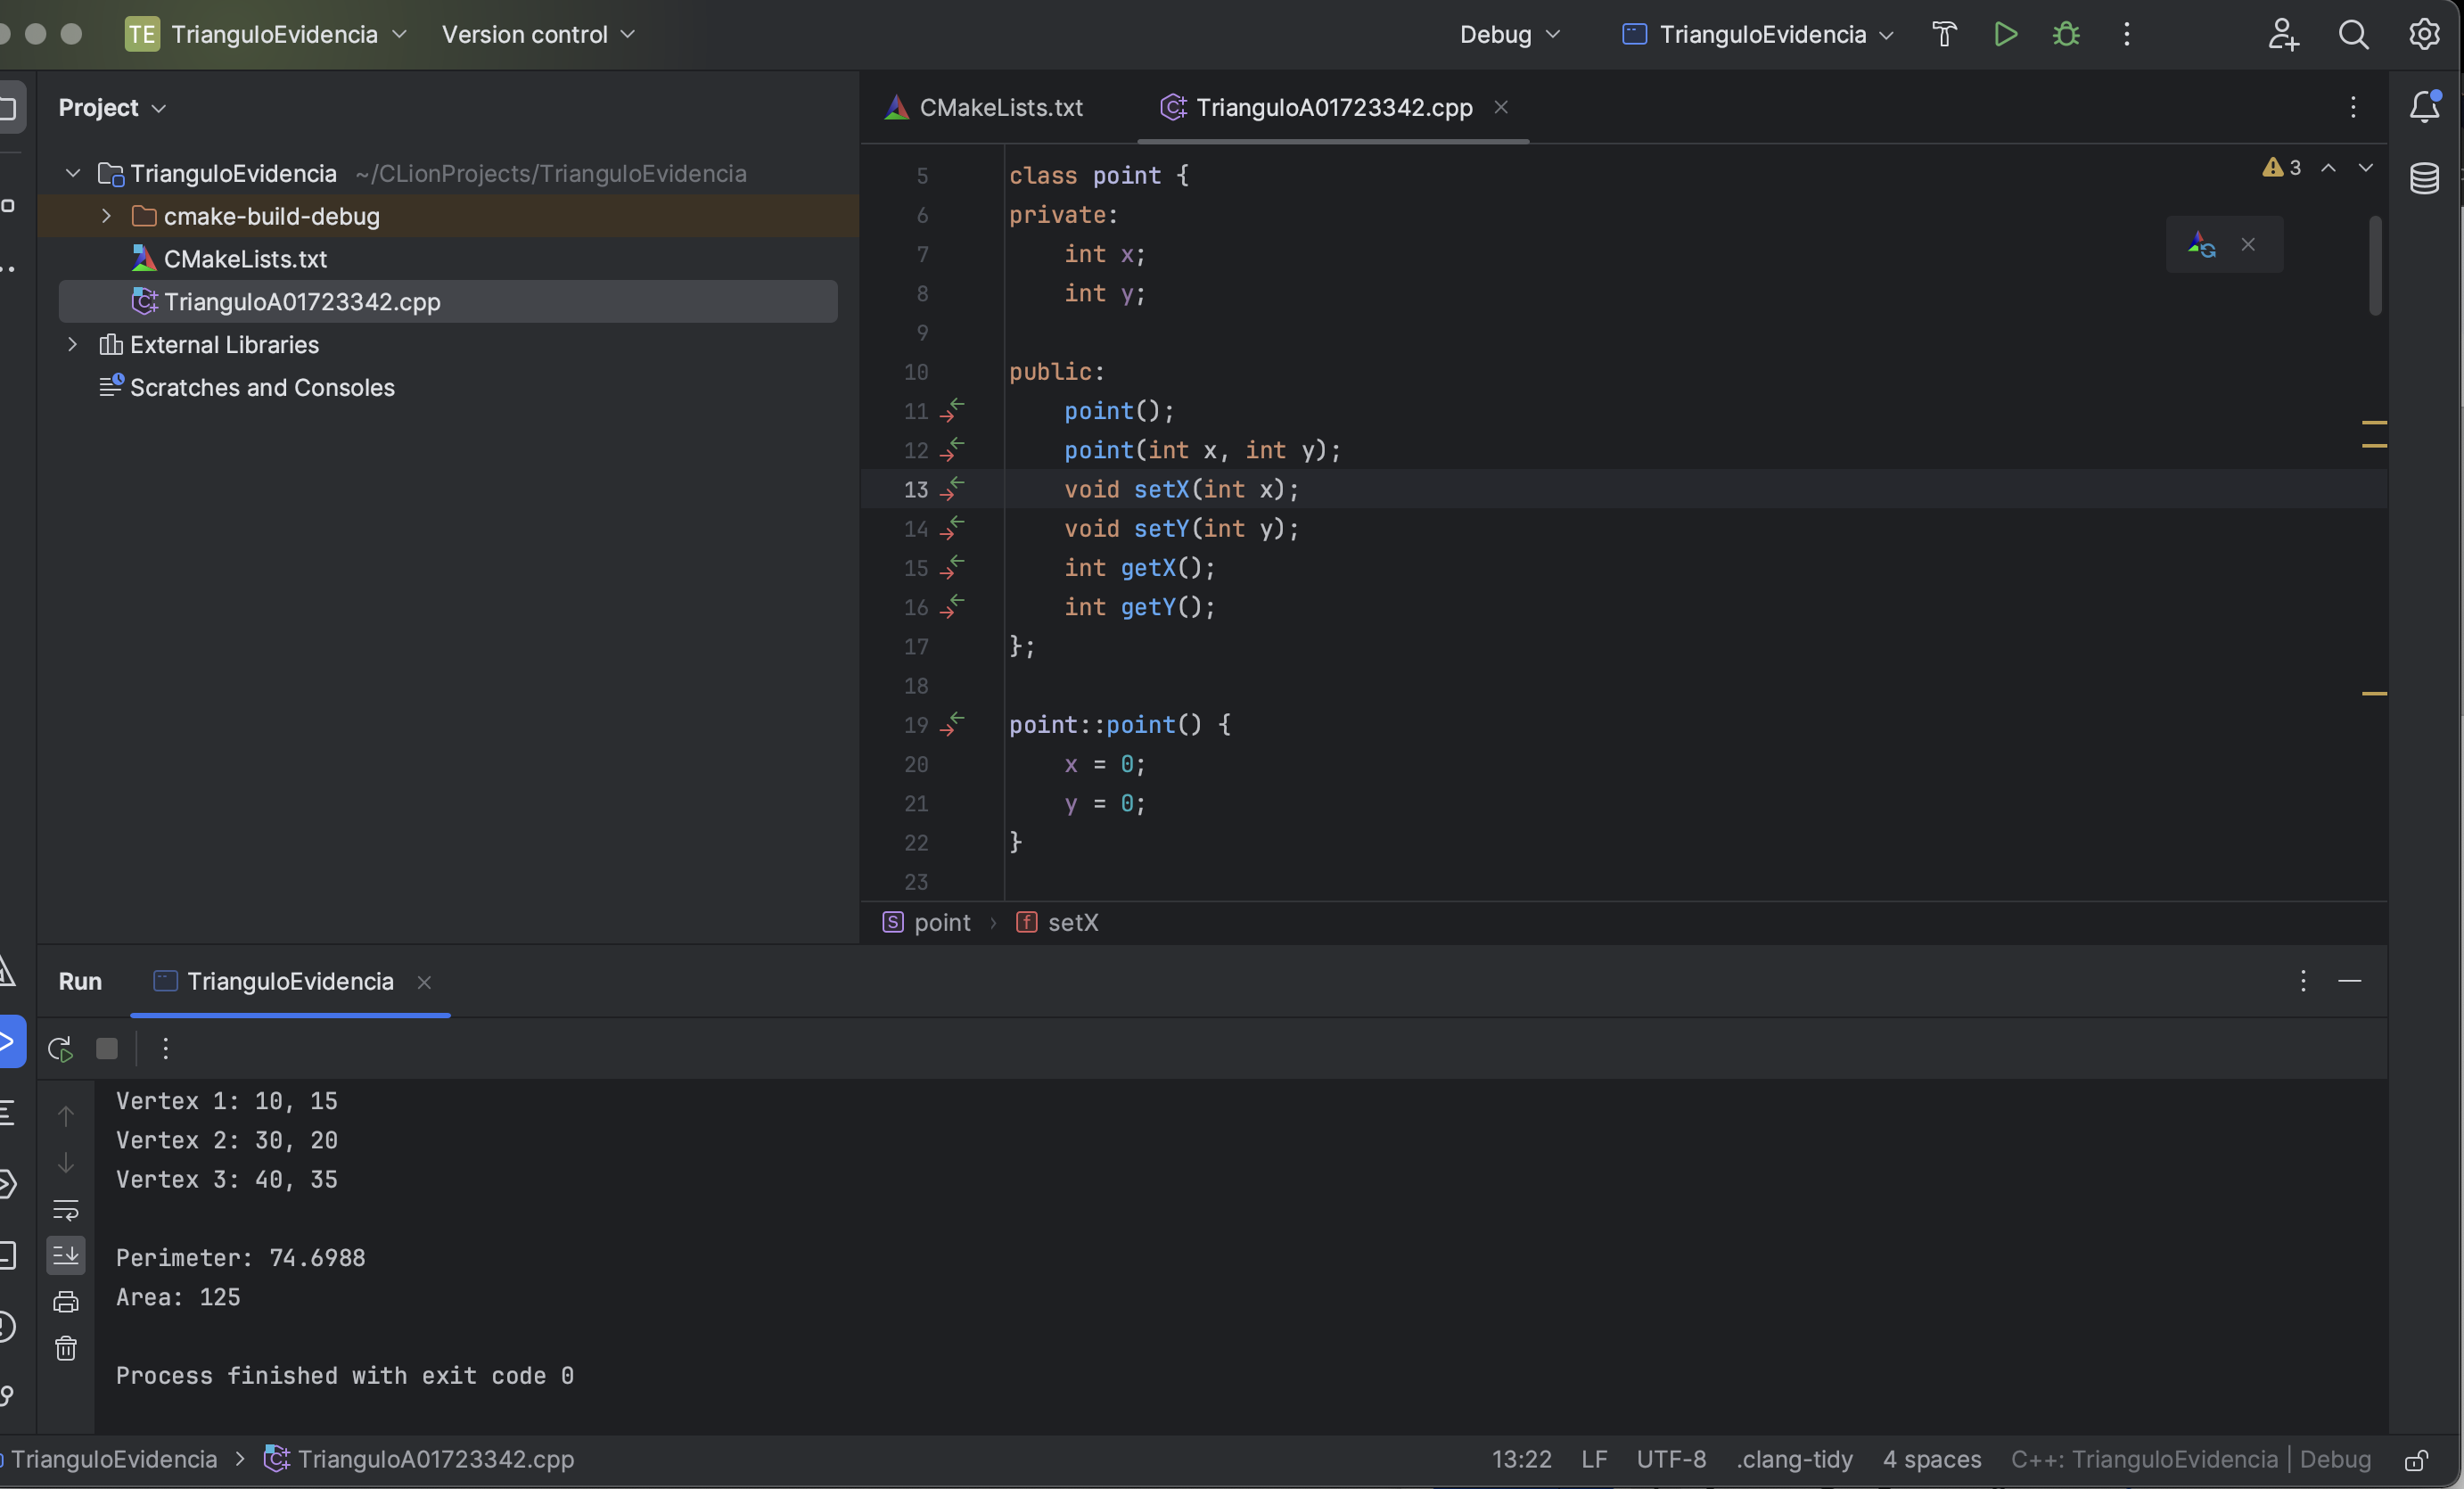 TE TrianguloEvidencia Version control Debug TrianguloEvidencia
Project
TrianguloEvidencia ~/CLionProjects/TrianguloEvidencia
cmake-build-debug
CMakeLists.txt
TrianguloA01723342.cpp
External Libraries
Scratches and Consoles
CMakeLists.txt TrianguloA01723342.cpp
3
5 class point {
6 private:
7     int x;
8     int y;
9
10 public:
11     point();
12     point(int x, int y);
13     void setX(int x);
14     void setY(int y);
15     int getX();
16     int getY();
17 };
18
19 point::point() {
20     x = 0;
21     y = 0;
22 }
23
S point f setX
Run TrianguloEvidencia
Vertex 1: 10, 15
Vertex 2: 30, 20
Vertex 3: 40, 35
Perimeter: 74.6988
Area: 125
Process finished with exit code 0
TrianguloEvidencia > TrianguloA01723342.cpp 13:22 LF UTF-8 .clang-tidy 4 spaces C++: TrianguloEvidencia | Debug